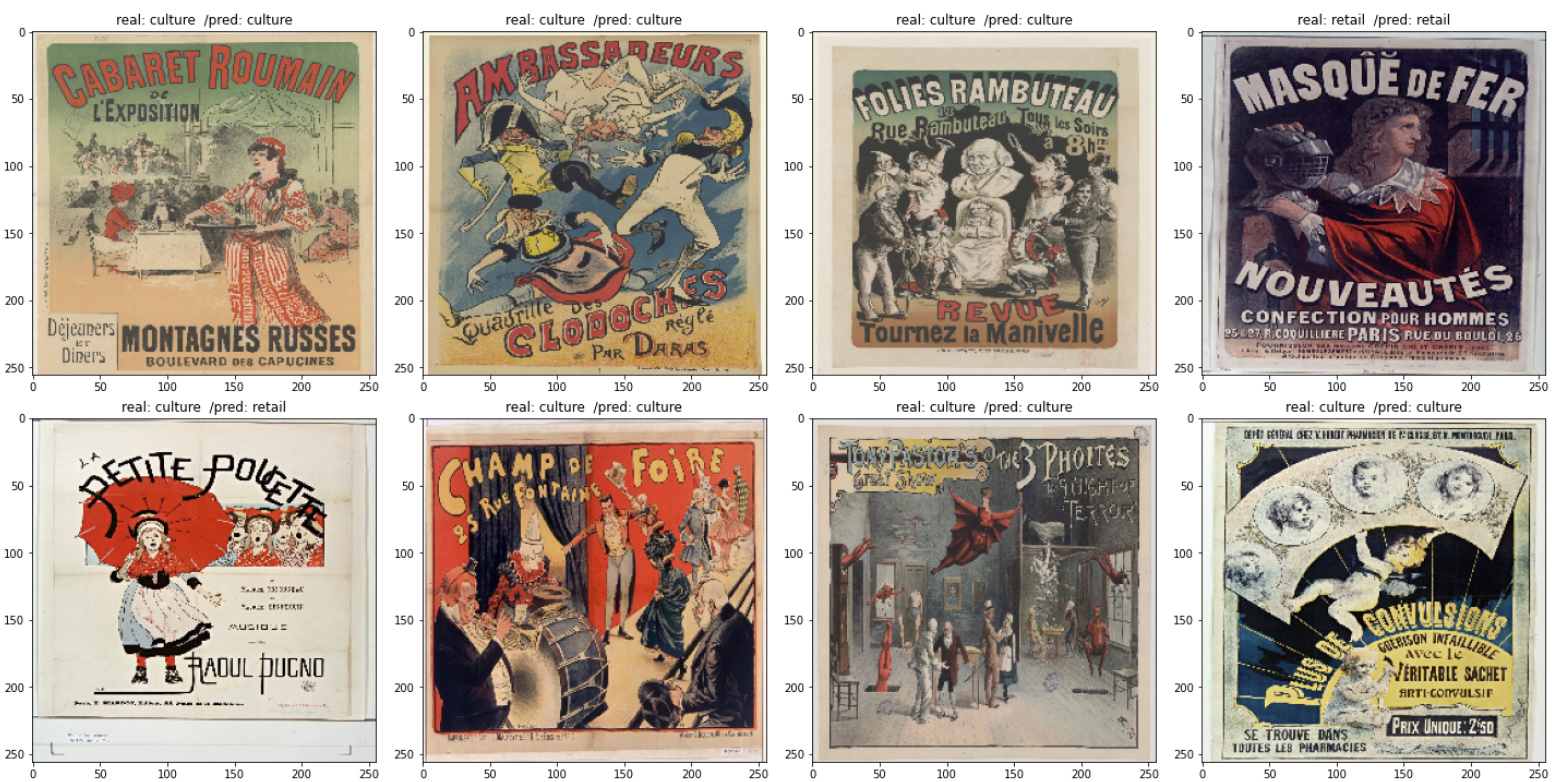 real: culture /pred: culture
CABARET ROUMAIN
DE
L'EXPOSITION
Déjeuners
ET
Diners
MONTAGNES RUSSES
BOULEVARD DES CAPUCINES
real: culture /pred: culture
AMBASSADEURS
Quadrille des
CLODOCHES
réglé
PAR DARAS
real: culture /pred: culture
FOLIES RAMBUTEAU
Rue Rambuteau Tous les Soirs
à 8h
REVUE
Tournez la Manivelle
real: retail /pred: retail
AU
MASQUE DE FER
NOUVEAUTÉS
CONFECTION POUR HOMMES
25 & 27, R. COQUILLIERE PARIS RUE DU BOULOI, 26
real: culture /pred: retail
LA
PETITE POUCETTE
MUSIQUE
RAOUL PUGNO
real: culture /pred: culture
CHAMP DE FOIRE
25 RUE FONTAINE
real: culture /pred: culture
TONY PASTOR'S
GREAT SHOW
THE 3 PHOITES
A NIGHT OF
TERROR
real: culture /pred: culture
PLUS DE CONVULSIONS
GUÉRISON INFAILLIBLE
avec le
VÉRITABLE SACHET
ANTI-CONVULSIF
PRIX UNIQUE: 2f50
SE TROUVE DANS
TOUTES LES PHARMACIES
0
50
100
150
200
250
0
50
100
150
200
250
0
50
100
150
200
250
0
50
100
150
200
250
0 50 100 150 200 250
0 50 100 150 200 250
0 50 100 150 200 250
0 50 100 150 200 250
0
50
100
150
200
250
0
50
100
150
200
250
0
50
100
150
200
250
0
50
100
150
200
250
0 50 100 150 200 250
0 50 100 150 200 250
0 50 100 150 200 250
0 50 100 150 200 250